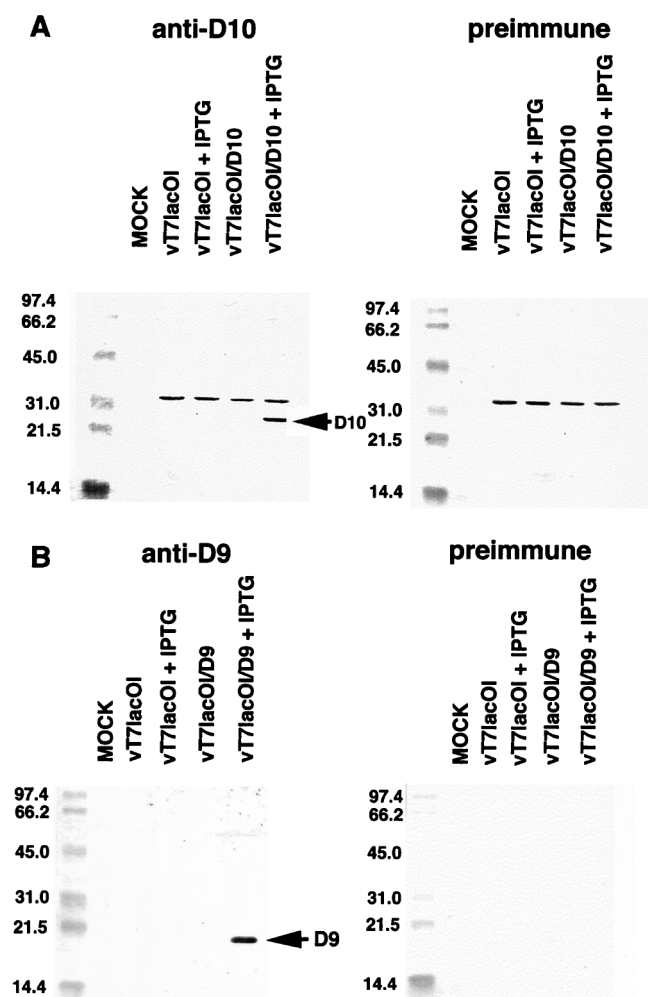 A
anti-D10
preimmune
MOCK
vT7lacOI
vT7lacOI + IPTG
vT7lacOI/D10
vT7lacOI/D10 + IPTG
MOCK
vT7lacOI
vT7lacOI + IPTG
vT7lacOI/D10
vT7lacOI/D10 + IPTG
97.4
66.2
45.0
31.0
21.5
14.4
D10
97.4
66.2
45.0
31.0
21.5
14.4
B
anti-D9
preimmune
MOCK
vT7lacOI
vT7lacOI + IPTG
vT7lacOI/D9
vT7lacOI/D9 + IPTG
MOCK
vT7lacOI
vT7lacOI + IPTG
vT7lacOI/D9
vT7lacOI/D9 + IPTG
97.4
66.2
45.0
31.0
21.5
14.4
D9
97.4
66.2
45.0
31.0
21.5
14.4